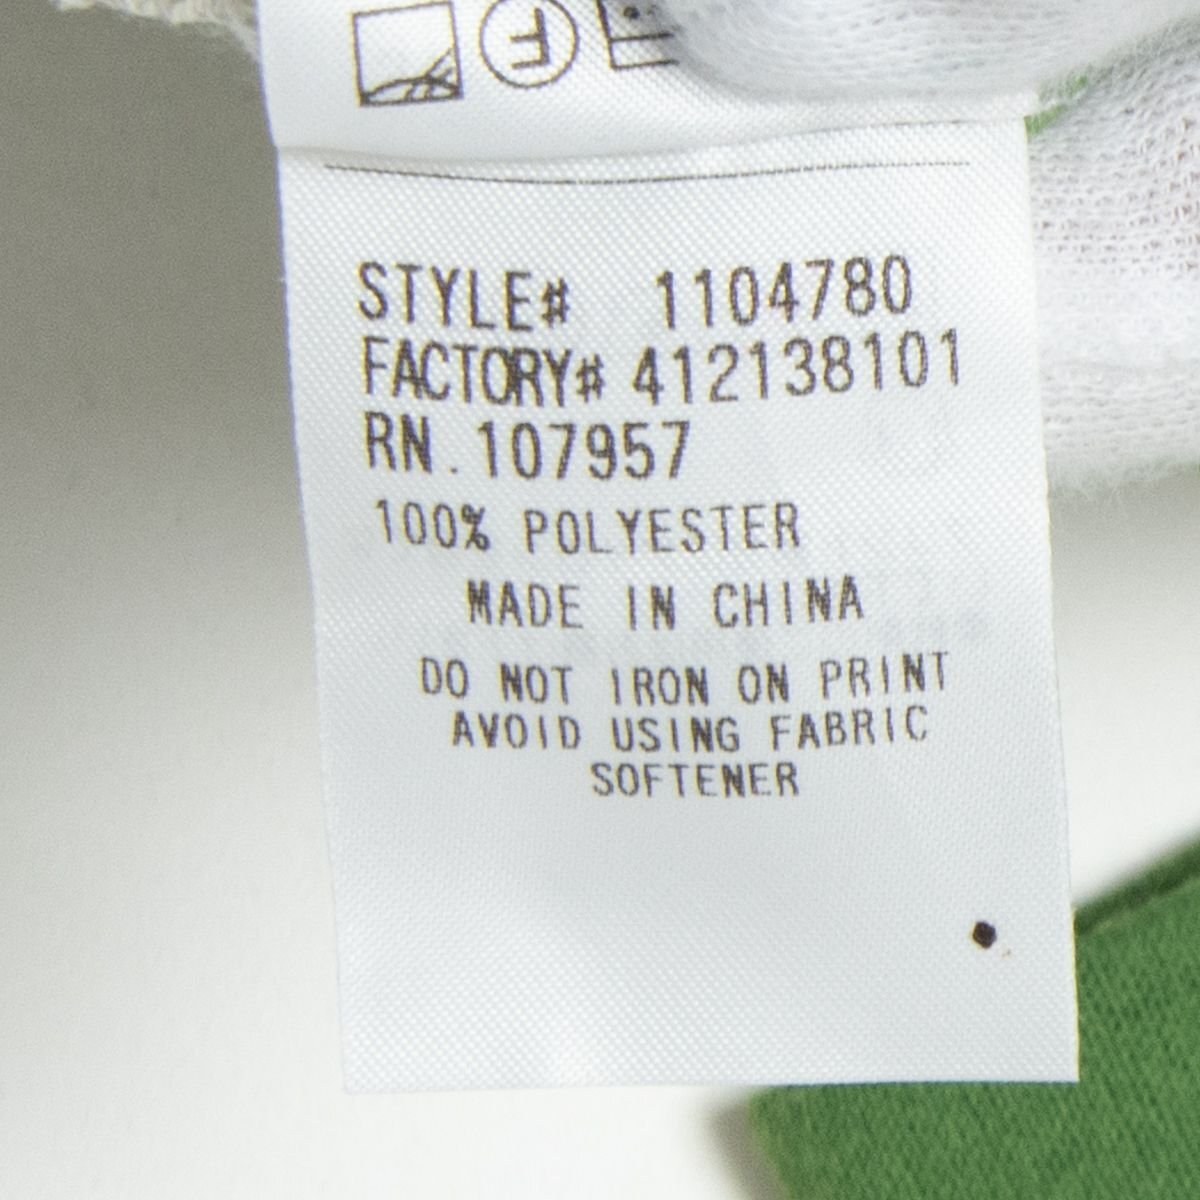 F
STYLE# 1104780
FACTORY# 412138101
RN. 107957
100% POLYESTER
MADE IN CHINA
DO NOT IRON ON PRINT
AVOID USING FABRIC
SOFTENER